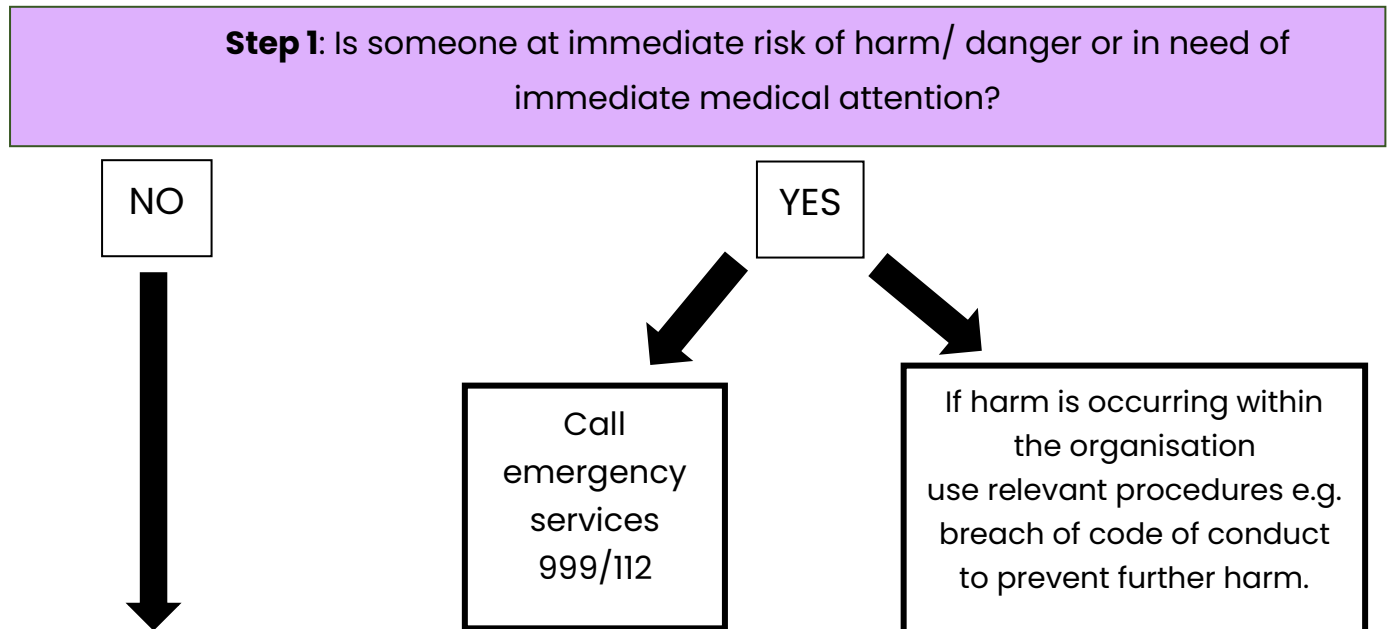 Step 1: Is someone at immediate risk of harm/ danger or in need of
immediate medical attention?
NO
YES
Call
emergency
services
999/112
If harm is occurring within
the organisation
use relevant procedures e.g.
breach of code of conduct
to prevent further harm.